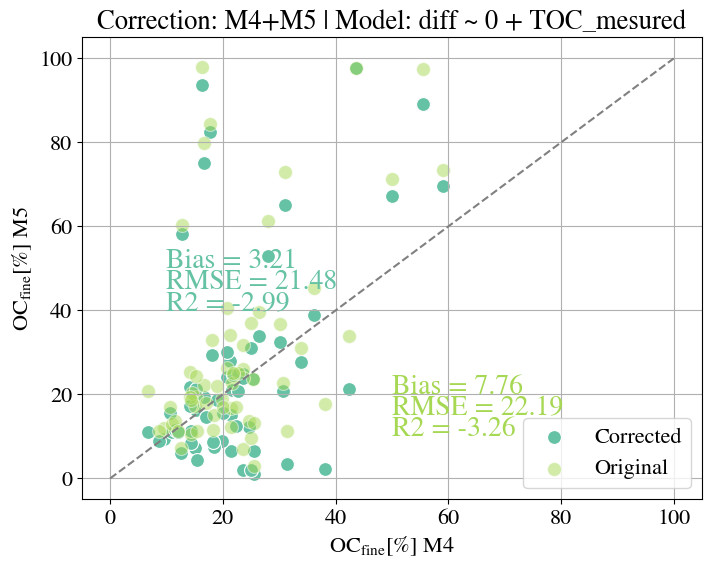 Correction: M4+M5 | Model: diff ~ 0 + TOC_mesured
100
80
60
40
20
0
OCfine[%] M5
Bias = 3.21
RMSE = 21.48
R2 = -2.99
Bias = 7.76
RMSE = 22.19
R2 = -3.26
Corrected
Original
0 20 40 60 80 100
OCfine[%] M4